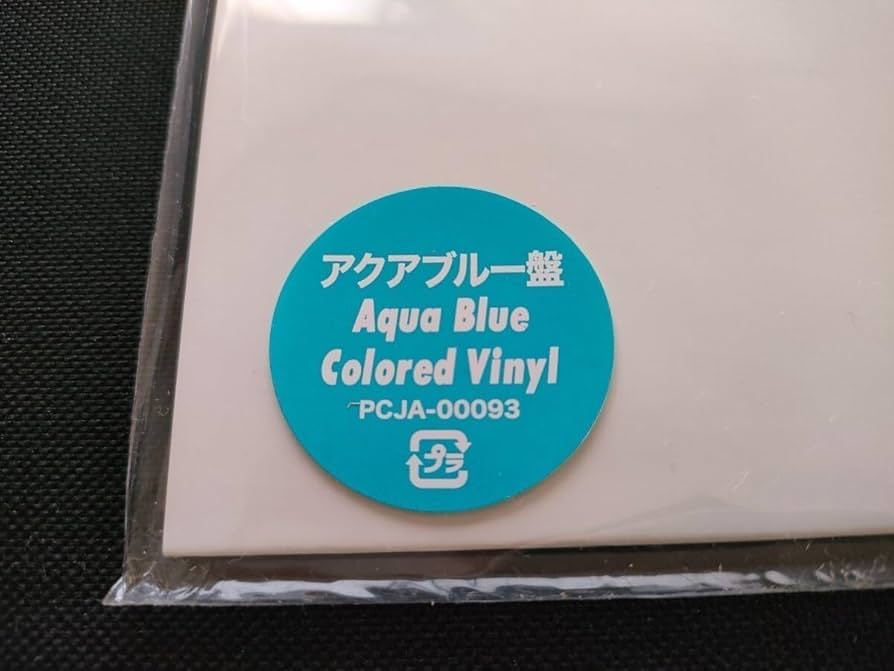 アクアブルー盤
Aqua Blue
Colored Vinyl
PCJA-00093
プラ